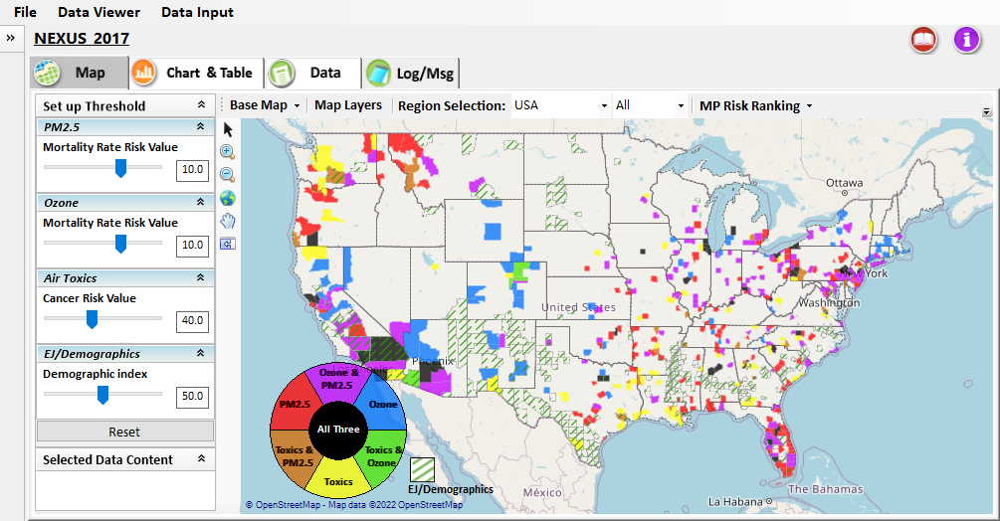 File Data Viewer Data Input
»
NEXUS_2017
i
Map Chart & Table Data Log/Msg
Set up Threshold
Base Map Map Layers Region Selection: USA All MP Risk Ranking
PM2.5
Mortality Rate Risk Value
10.0
Ozone
Mortality Rate Risk Value
10.0
Air Toxics
Cancer Risk Value
40.0
EJ/Demographics
Demographic index
50.0
Reset
Selected Data Content
Ottawa
New York
Washington
United States
Phoenix
Ozone &
PM2.5
PM2.5
Ozone
All Three
Toxics &
PM2.5
Toxics &
Ozone
Toxics
EJ/Demographics
México
La Habana
The Bahamas
© OpenStreetMap - Map data ©2022 OpenStreetMap